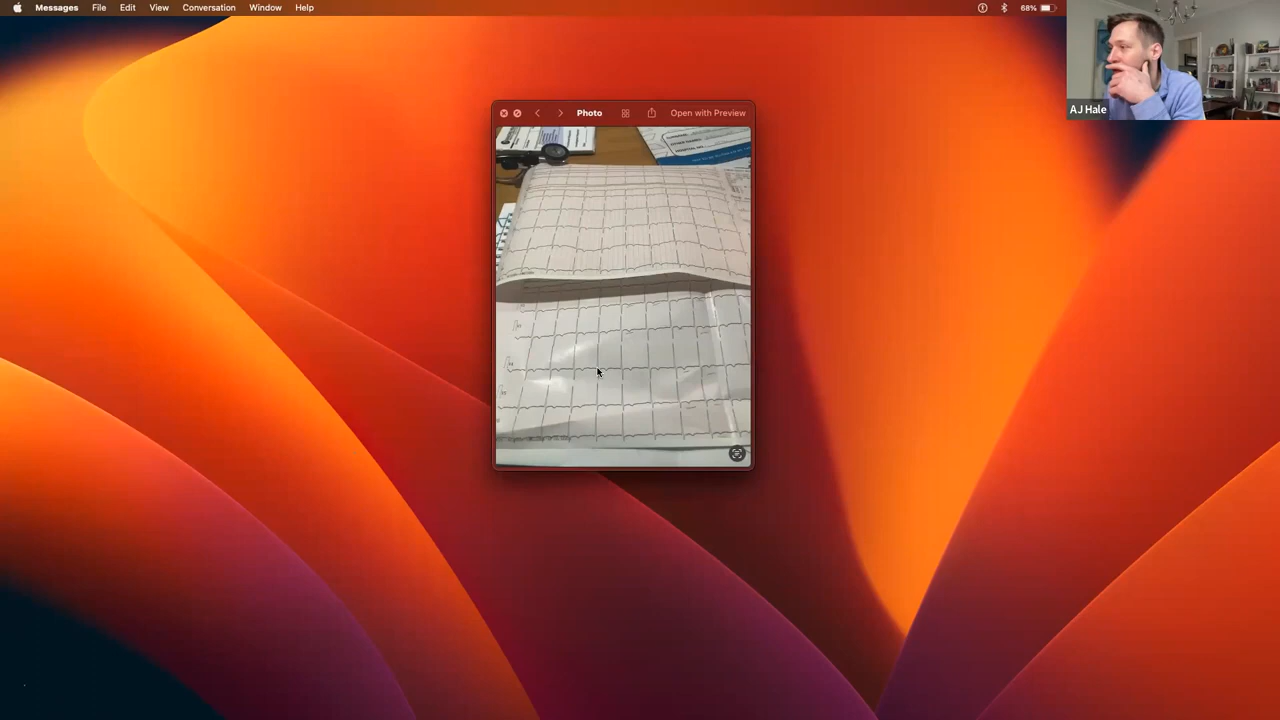 Messages File Edit View Conversation Window Help
68%
AJ Hale
Photo
Open with Preview